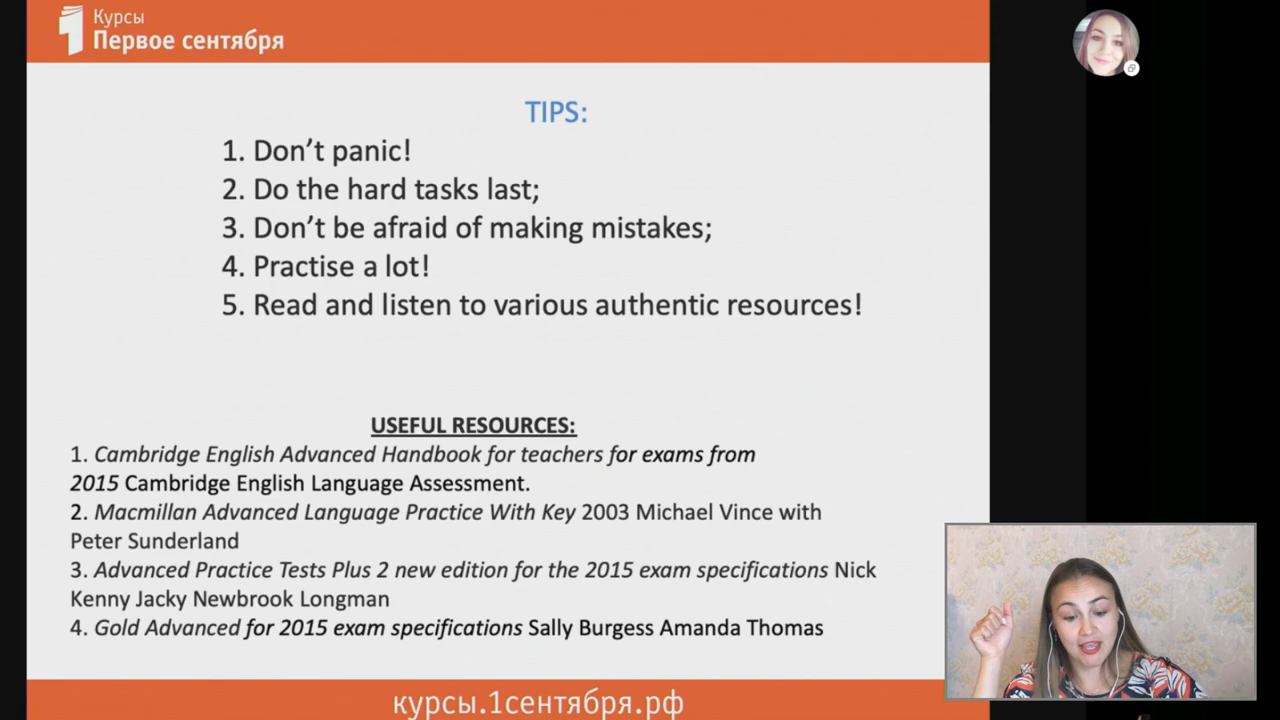 Курсы
Первое сентября
TIPS:
1. Don’t panic!
2. Do the hard tasks last;
3. Don’t be afraid of making mistakes;
4. Practise a lot!
5. Read and listen to various authentic resources!
USEFUL RESOURCES:
1. Cambridge English Advanced Handbook for teachers for exams from
2015 Cambridge English Language Assessment.
2. Macmillan Advanced Language Practice With Key 2003 Michael Vince with
Peter Sunderland
3. Advanced Practice Tests Plus 2 new edition for the 2015 exam specifications Nick
Kenny Jacky Newbrook Longman
4. Gold Advanced for 2015 exam specifications Sally Burgess Amanda Thomas
курсы.1сентября.рф